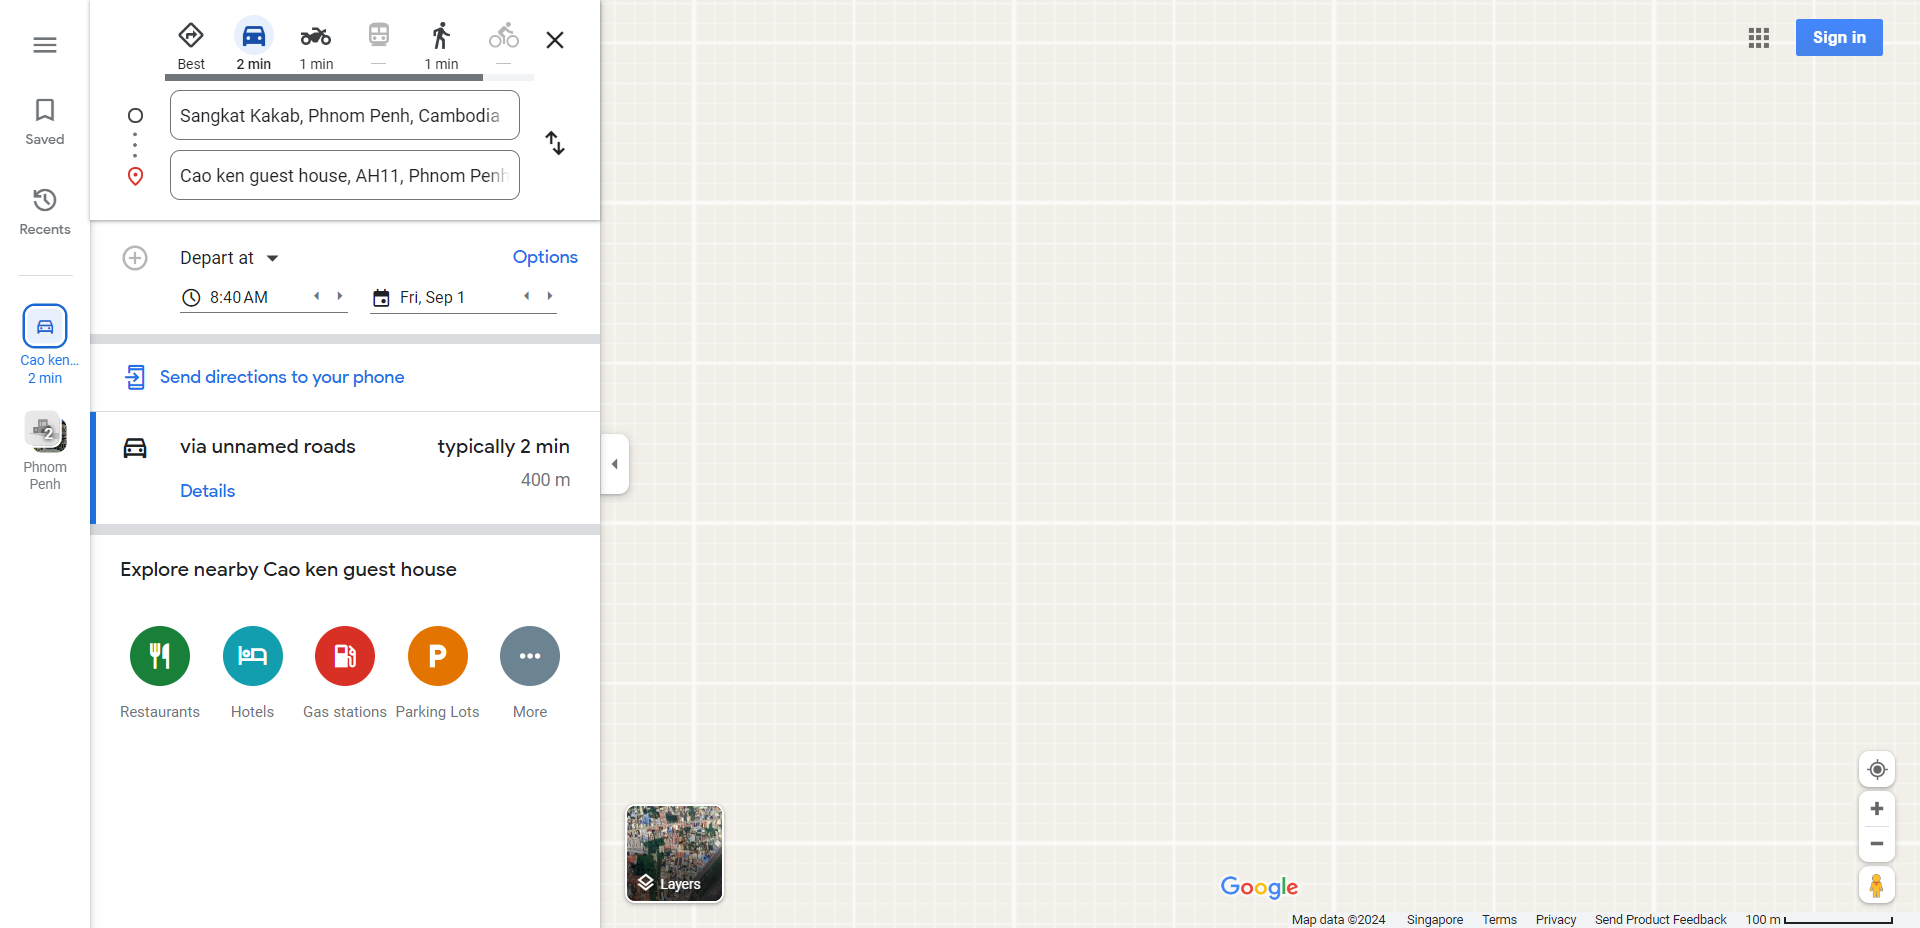 Best
2 min
1 min
1 min
Sangkat Kakab, Phnom Penh, Cambodia
Cao ken guest house, AH11, Phnom Penh
Saved
Recents
Cao ken...
2 min
2
Phnom
Penh
Depart at
Options
8:40 AM
Fri, Sep 1
Send directions to your phone
via unnamed roads
typically 2 min
400 m
Details
Explore nearby Cao ken guest house
P
Restaurants
Hotels
Gas stations
Parking Lots
More
Sign in
Layers
Google
Map data ©2024
Singapore
Terms
Privacy
Send Product Feedback
100 m